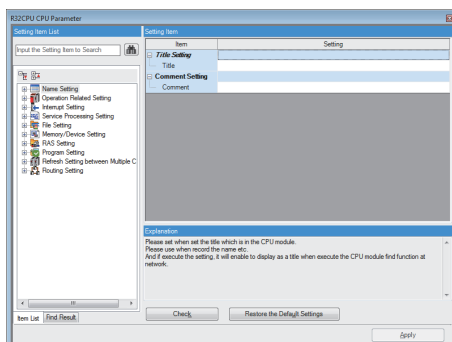 R32CPU CPU Parameter
Setting Item List
Input the Setting Item to Search
Name Setting
Operation Related Setting
Interrupt Setting
Service Processing Setting
File Setting
Memory/Device Setting
RAS Setting
Program Setting
Refresh Setting between Multiple C
Routing Setting
Item List Find Result
Setting Item
Item Setting
Title Setting
Title
Comment Setting
Comment
Explanation
Please set when set the title which is in the CPU module.
Please use when record the name etc.
And if execute the setting, it will enable to display as a title when execute the CPU module find function at
network.
Check Restore the Default Settings
Apply